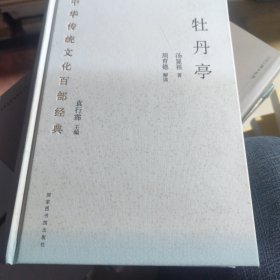 中华传统文化百部经典
牡丹亭
汤显祖 著
周育德 解读
袁行霈 主编
国家图书馆出版社